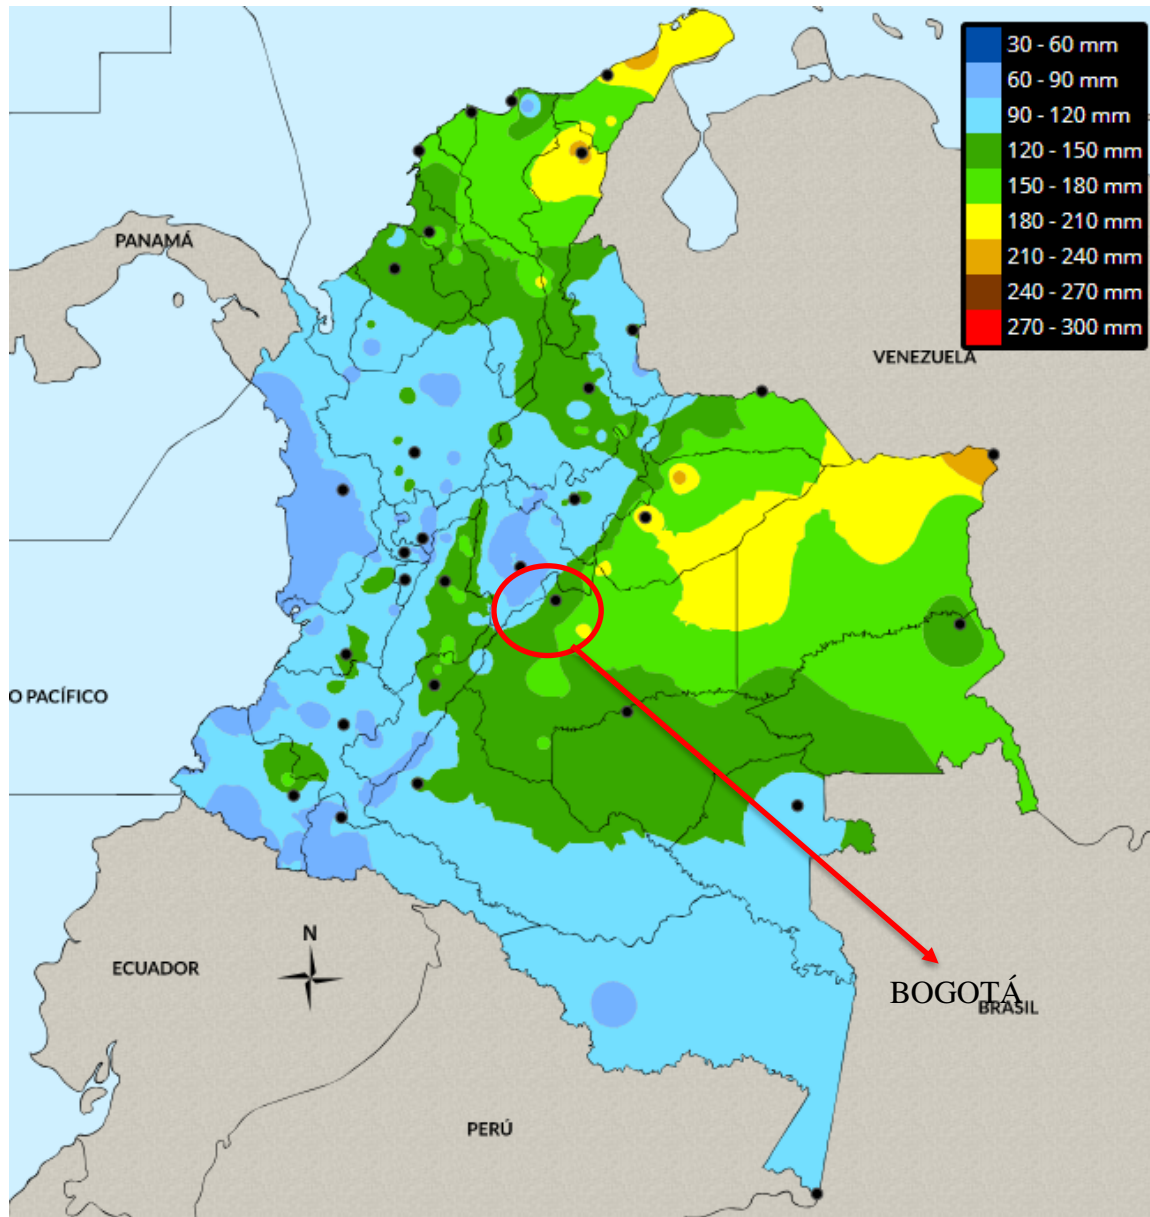 30 - 60 mm
60 - 90 mm
90 - 120 mm
120 - 150 mm
150 - 180 mm
180 - 210 mm
210 - 240 mm
240 - 270 mm
270 - 300 mm
PANAMÁ
VENEZUELA
O PACÍFICO
N
ECUADOR
BOGOTÁ
BRASIL
PERÚ